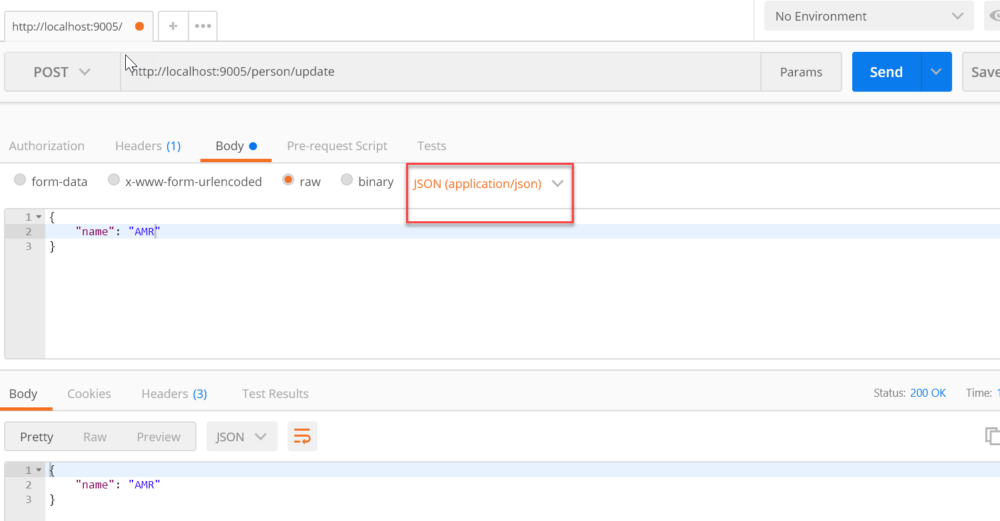 http://localhost:9005/
No Environment
POST http://localhost:9005/person/update Params Send Save
Authorization Headers (1) Body Pre-request Script Tests
form-data x-www-form-urlencoded raw binary JSON (application/json)
1 {
2 "name": "AMR"
3 }
Body Cookies Headers (3) Test Results Status: 200 OK Time: 1
Pretty Raw Preview JSON
1 {
2 "name": "AMR"
3 }